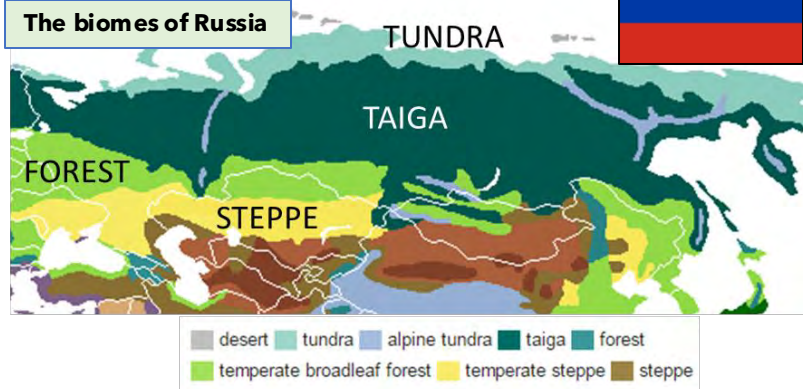 The biomes of Russia
TUNDRA
TAIGA
FOREST
STEPPE
desert tundra alpine tundra taiga forest
temperate broadleaf forest temperate steppe steppe